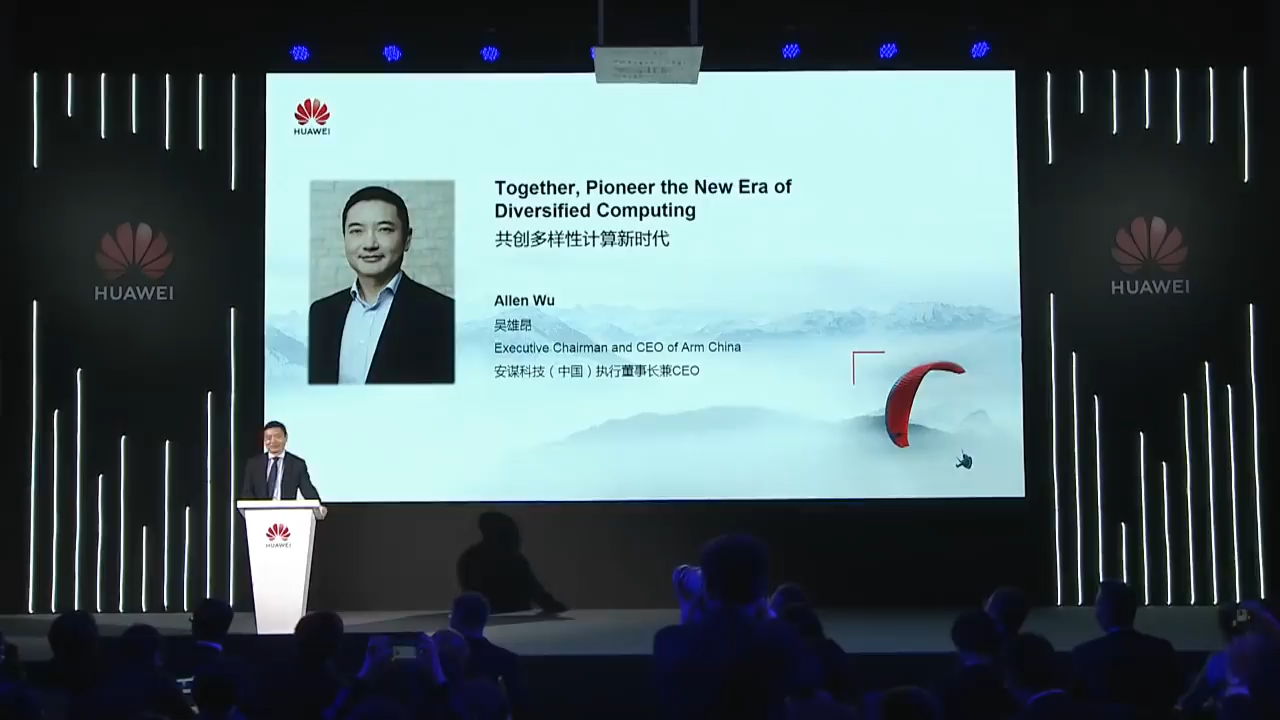 HUAWEI
Together, Pioneer the New Era of
Diversified Computing
共创多样性计算新时代
Allen Wu
吴雄昂
Executive Chairman and CEO of Arm China
安谋科技（中国）执行董事长兼CEO
HUAWEI
HUAWEI
HUAWEI